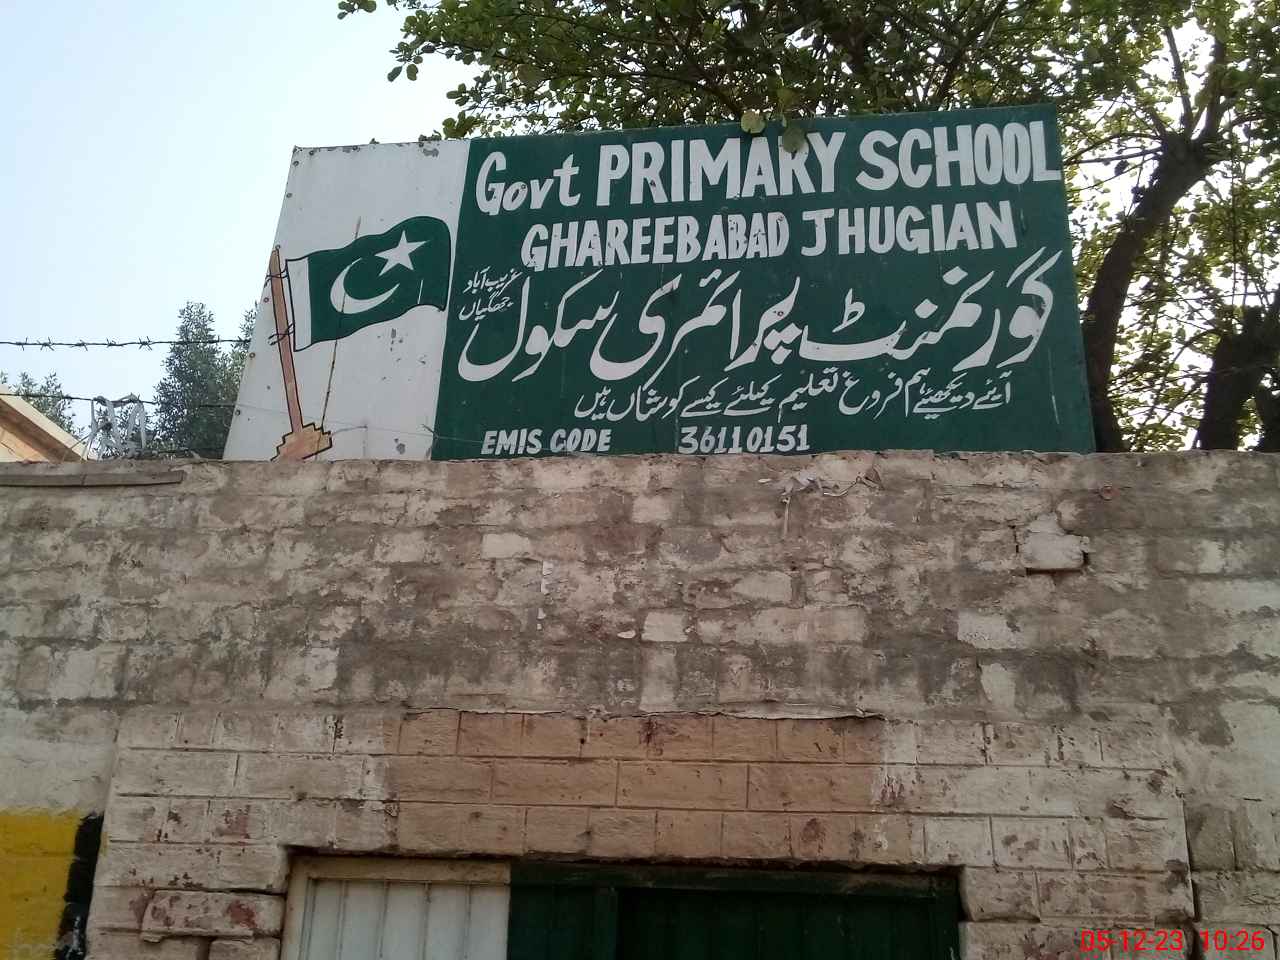 Govt PRIMARY SCHOOL
GHAREEBABAD JHUGIAN
غریب آباد
جھگیاں
گورنمنٹ پرائمری سکول
آیئے دیکھیئے ہم فروغ تعلیم کیلئے کیسے کوشاں ہیں
EMIS CODE 36110151
05-12-23 10:26